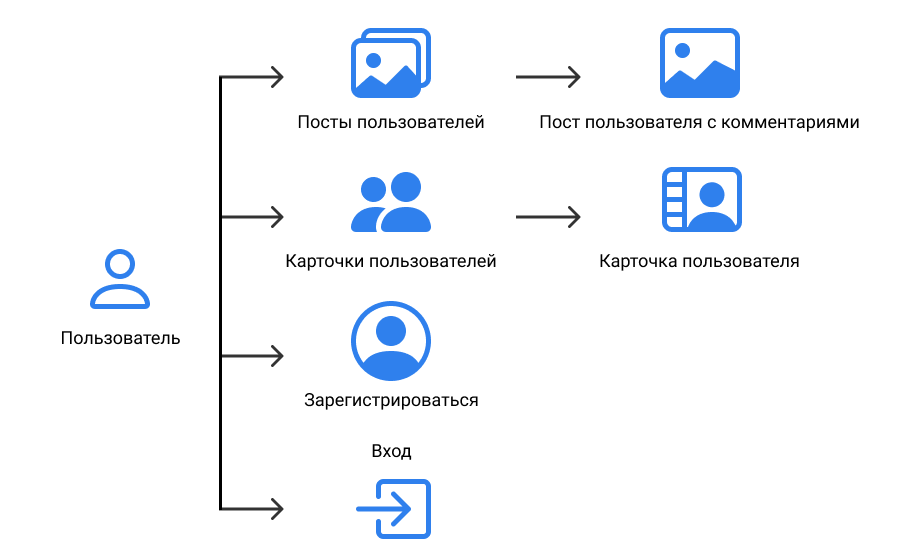 Посты пользователей
Пост пользователя с комментариями
Карточки пользователей
Карточка пользователя
Пользователь
Зарегистрироваться
Вход